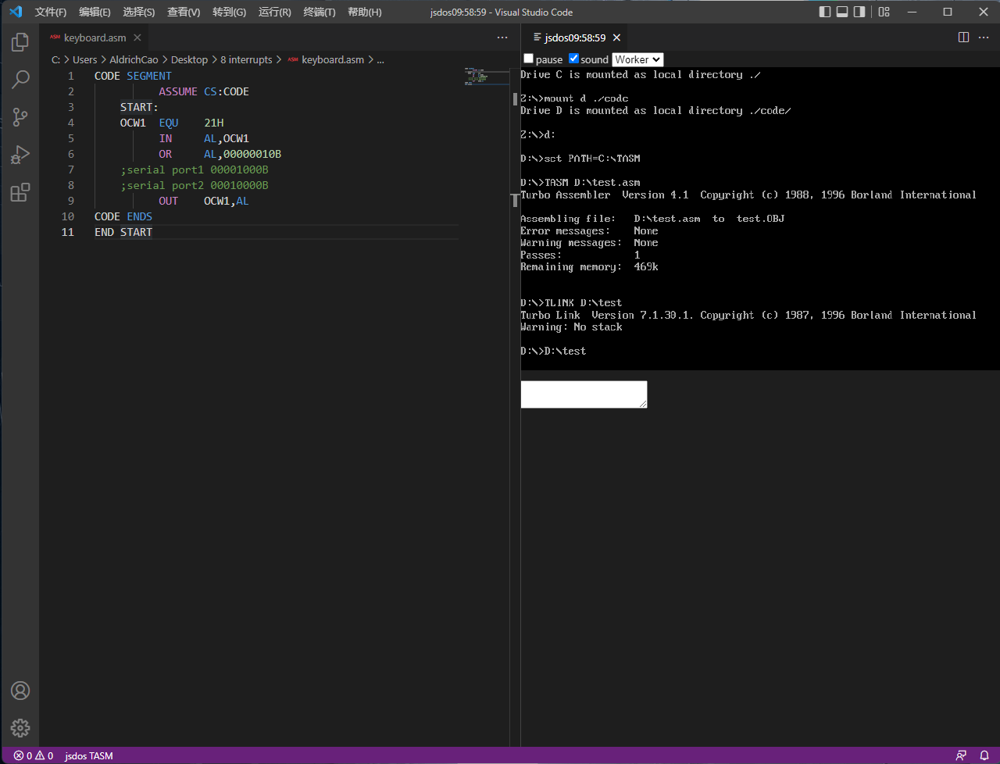 文件(F) 编辑(E) 选择(S) 查看(V) 转到(G) 运行(R) 终端(T) 帮助(H) jsdos09:58:59 - Visual Studio Code
ASM keyboard.asm
C: > Users > AldrichCao > Desktop > 8 interrupts > ASM keyboard.asm > ...
1 CODE SEGMENT
2 ASSUME CS:CODE
3 START:
4 OCW1 EQU 21H
5 IN AL,OCW1
6 OR AL,00000010B
7 ;serial port1 00001000B
8 ;serial port2 00010000B
9 OUT OCW1,AL
10 CODE ENDS
11 END START
jsdos09:58:59
pause sound Worker
Drive C is mounted as local directory ./
Z:\>mount d ./code
Drive D is mounted as local directory ./code/
Z:\>d:
D:\>set PATH=C:\TASM
D:\>TASM D:\test.asm
Turbo Assembler Version 4.1 Copyright (c) 1988, 1996 Borland International
Assembling file: D:\test.asm to test.OBJ
Error messages: None
Warning messages: None
Passes: 1
Remaining memory: 469k
D:\>TLINK D:\test
Turbo Link Version 7.1.30.1. Copyright (c) 1987, 1996 Borland International
Warning: No stack
D:\>D:\test
0 0 jsdos TASM